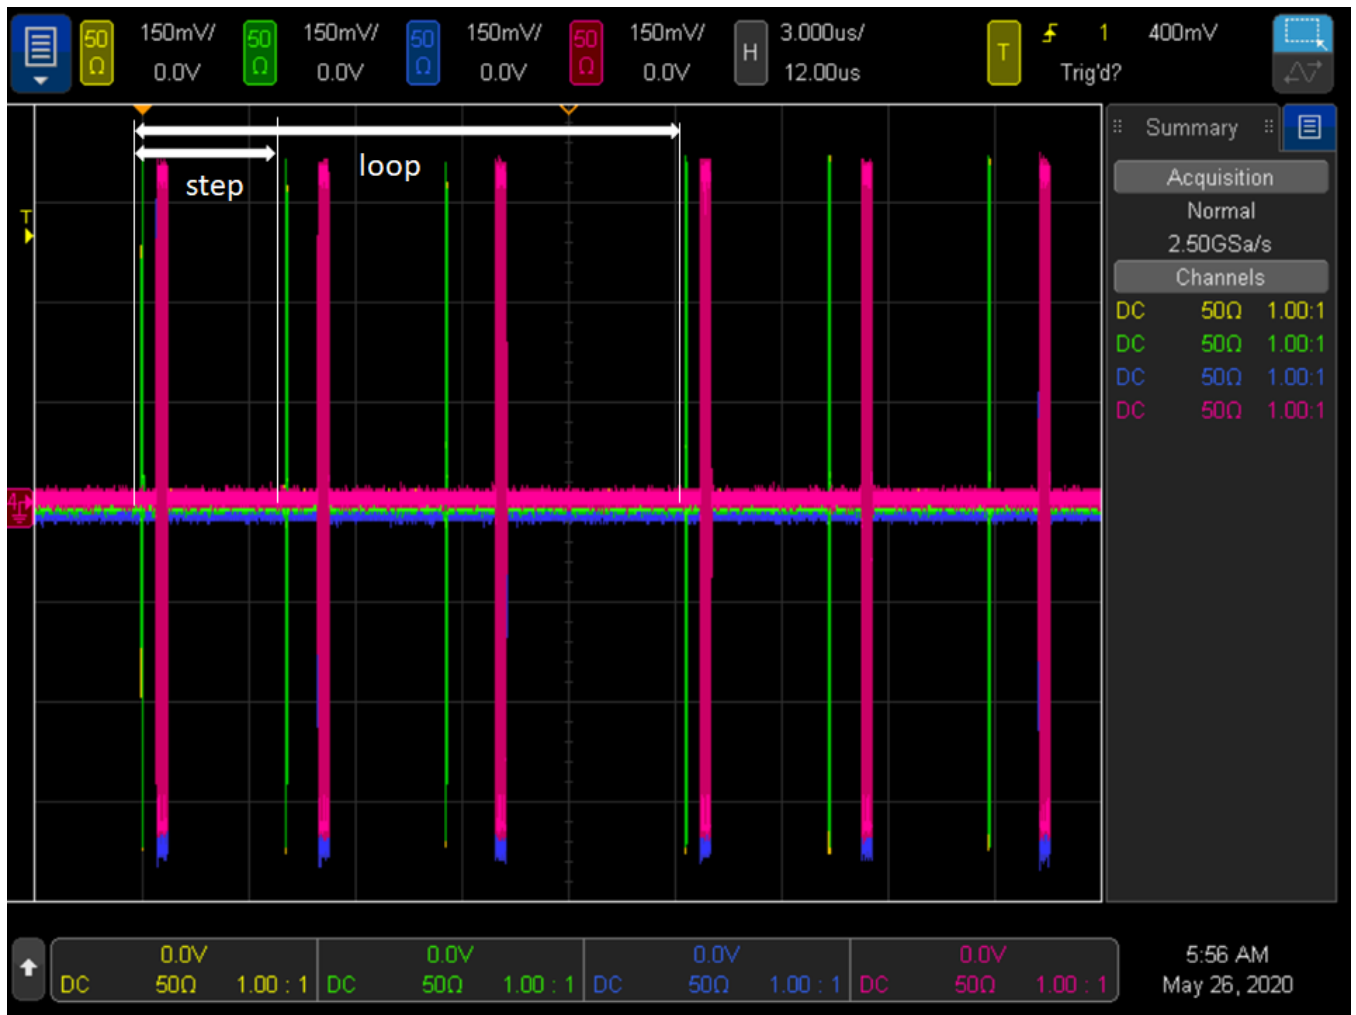 50 Ω 150mV/ 0.0V 50 Ω 150mV/ 0.0V 50 Ω 150mV/ 0.0V 50 Ω 150mV/ 0.0V H 3.000us/ 12.00us T 1 400mV Trig'd?
step
loop
T
4
Summary
Acquisition
Normal
2.50GSa/s
Channels
DC 50Ω 1.00:1
DC 50Ω 1.00:1
DC 50Ω 1.00:1
DC 50Ω 1.00:1
0.0V 0.0V 0.0V 0.0V
DC 50Ω 1.00 : 1 DC 50Ω 1.00 : 1 DC 50Ω 1.00 : 1 DC 50Ω 1.00 : 1
5:56 AM
May 26, 2020